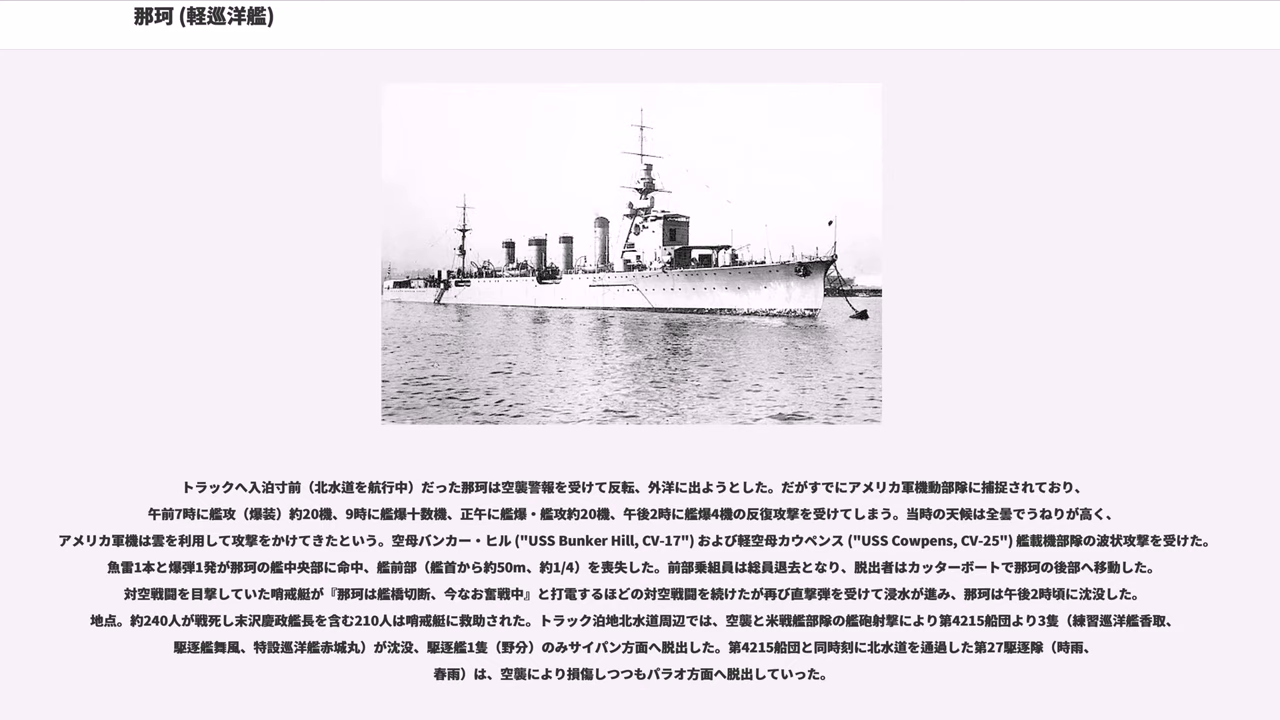 那珂 (軽巡洋艦)
トラックへ入泊寸前（北水道を航行中）だった那珂は空襲警報を受けて反転、外洋に出ようとした。だがすでにアメリカ軍機動部隊に捕捉されており、
午前7時に艦攻（爆装）約20機、9時に艦爆十数機、正午に艦爆・艦攻約20機、午後2時に艦爆4機の反復攻撃を受けてしまう。当時の天候は全曇でうねりが高く、
アメリカ軍機は雲を利用して攻撃をかけてきたという。空母バンカー・ヒル ("USS Bunker Hill, CV-17") および軽空母カウペンス ("USS Cowpens, CV-25") 艦載機部隊の波状攻撃を受けた。
魚雷1本と爆弾1発が那珂の艦中央部に命中、艦前部（艦首から約50m、約1/4）を喪失した。前部乗組員は総員退去となり、脱出者はカッターボートで那珂の後部へ移動した。
対空戦闘を目撃していた哨戒艇が『那珂は艦橋切断、今なお奮戦中』と打電するほどの対空戦闘を続けたが再び直撃弾を受けて浸水が進み、那珂は午後2時頃に沈没した。
地点。約240人が戦死し末沢慶政艦長を含む210人は哨戒艇に救助された。トラック泊地北水道周辺では、空襲と米戦艦部隊の艦砲射撃により第4215船団より3隻（練習巡洋艦香取、
駆逐艦舞風、特設巡洋艦赤城丸）が沈没、駆逐艦1隻（野分）のみサイパン方面へ脱出した。第4215船団と同時刻に北水道を通過した第27駆逐隊（時雨、
春雨）は、空襲により損傷しつつもパラオ方面へ脱出していった。